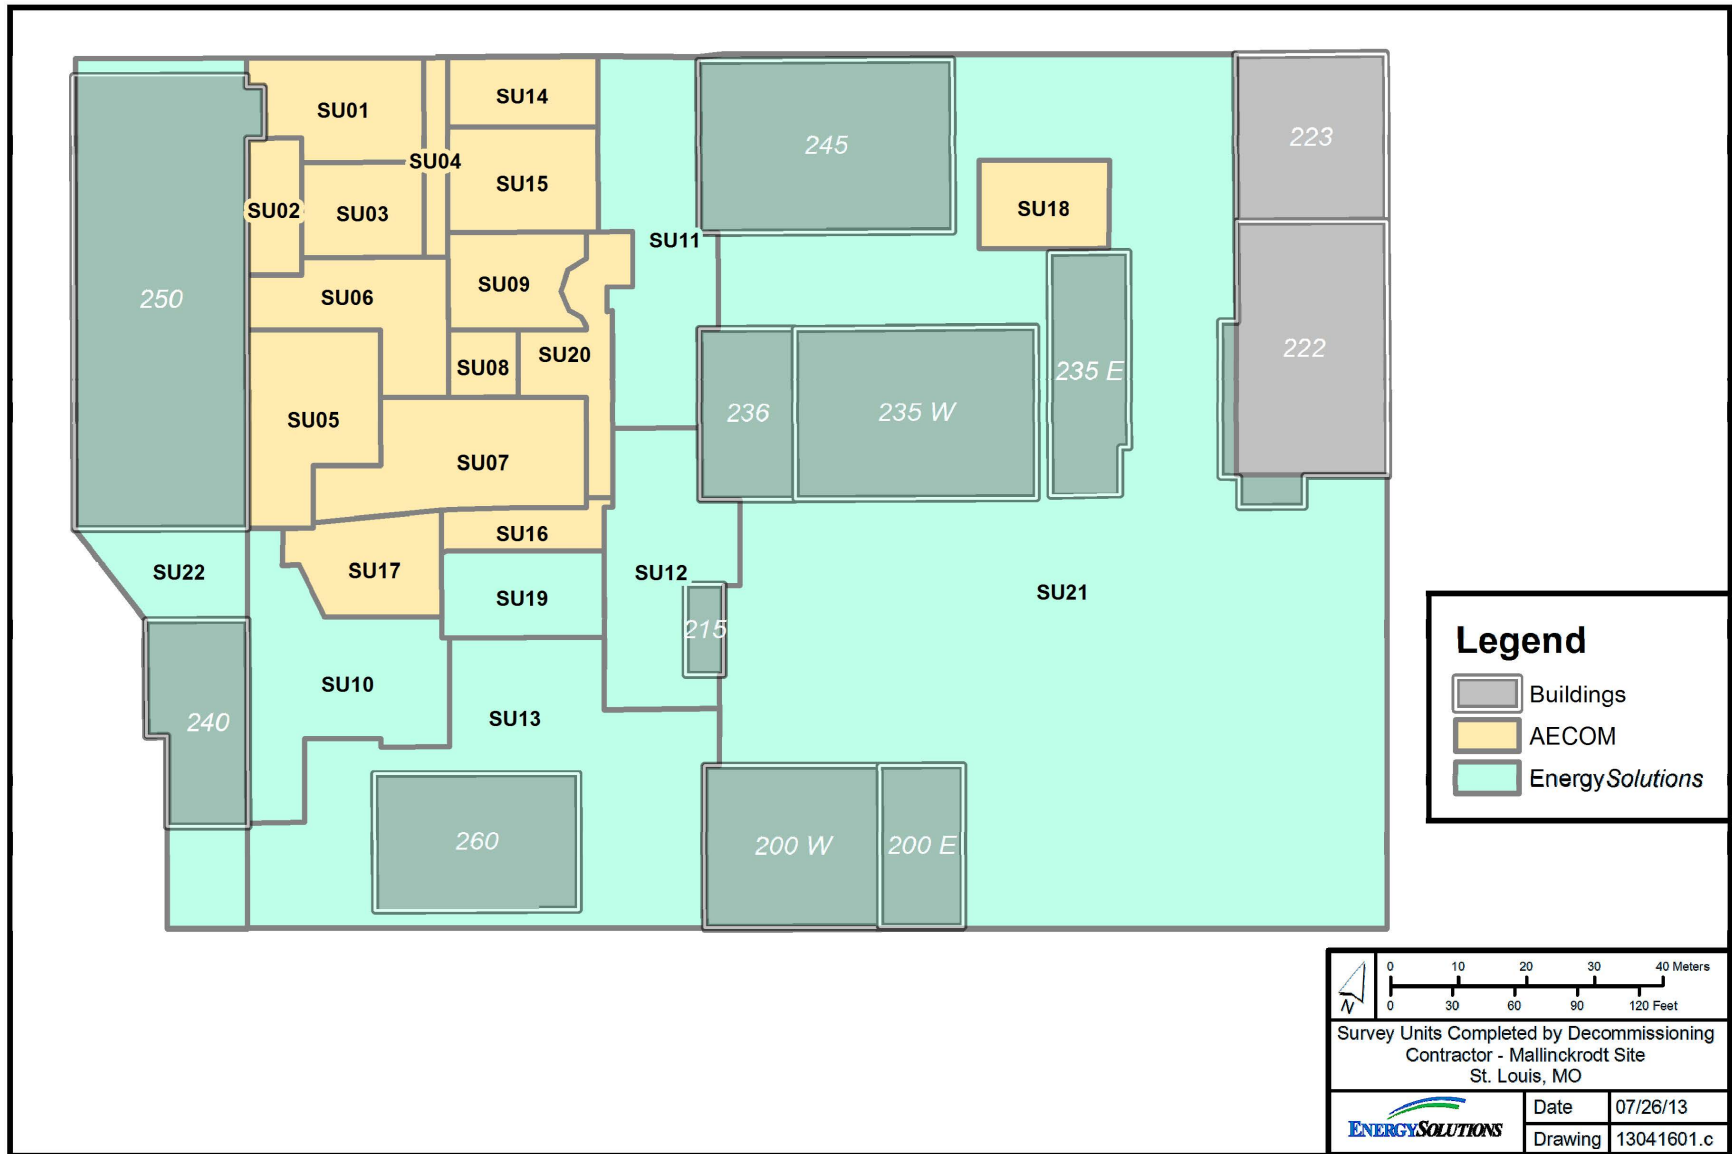 SU01
SU14
245
223
SU04
SU15
SU02
SU03
SU18
SU11
250
SU06
SU09
SU20
SU08
235 E
222
SU05
236
235 W
SU07
SU16
SU22
SU17
SU12
SU19
SU21
215
SU10
SU13
240
260
200 W
200 E
Legend
Buildings
AECOM
EnergySolutions
0 10 20 30 40 Meters
0 30 60 90 120 Feet
N
Survey Units Completed by Decommissioning
Contractor - Mallinckrodt Site
St. Louis, MO
ENERGYSOLUTIONS
Date 07/26/13
Drawing 13041601.c